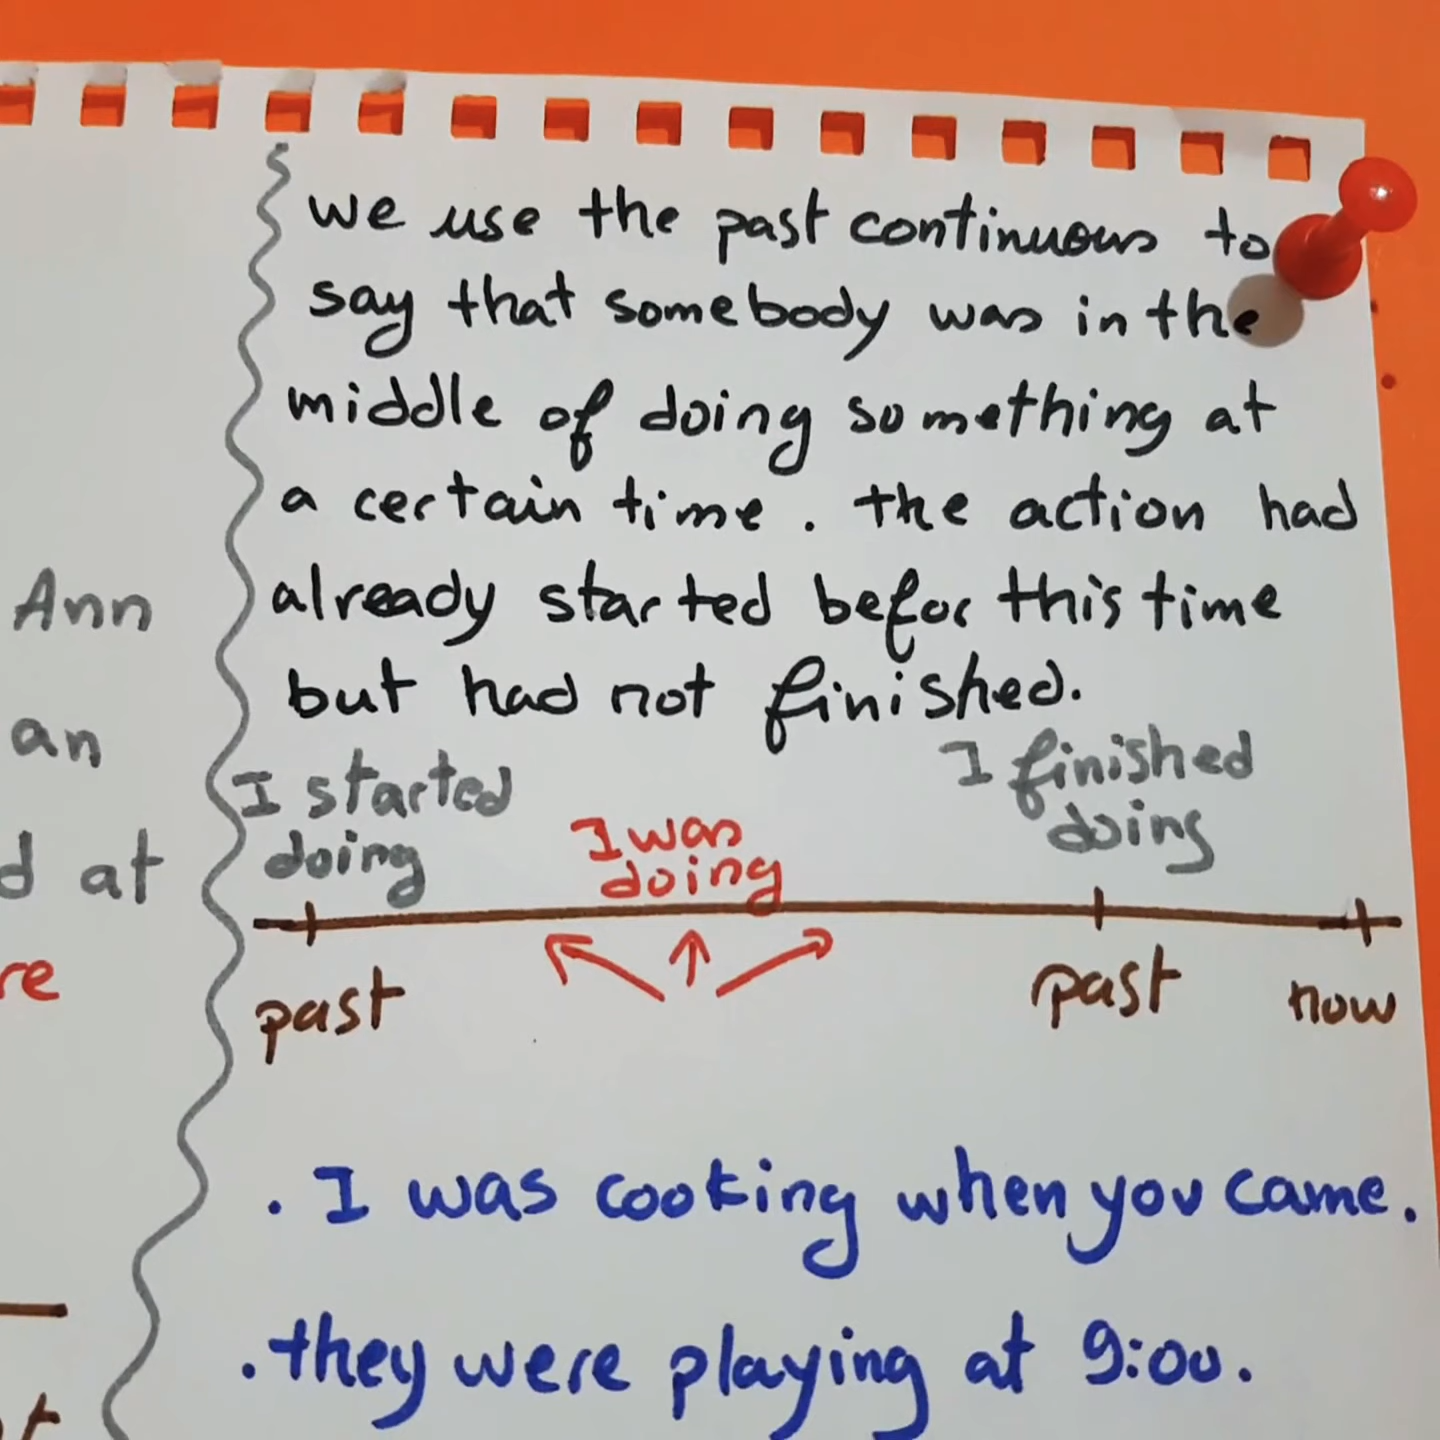 we use the past continuous to
say that somebody was in the
middle of doing something at
a certain time. the action had
already started befor this time
but had not finished.
I started
doing
I was
doing
I finished
doing
past
past
now
. I was cooking when you came.
. they were playing at 9:00.
Ann
an
d at
re